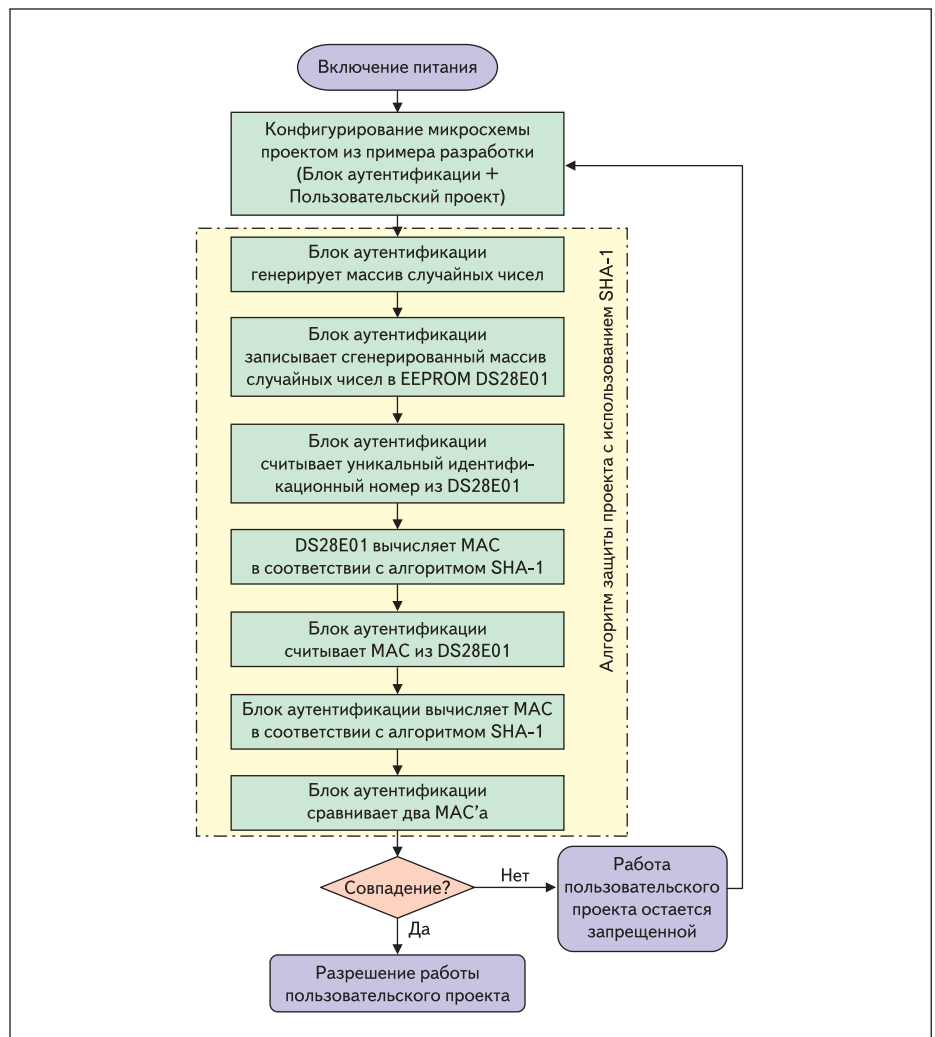 Включение питания
Конфигурирование микросхемы
проектом из примера разработки
(Блок аутентификации +
Пользовательский проект)
Блок аутентификации
генерирует массив случайных чисел
Блок аутентификации
записывает сгенерированный массив
случайных чисел в EEPROM DS28E01
Блок аутентификации
считывает уникальный идентифи-
кационный номер из DS28E01
DS28E01 вычисляет MAC
в соответствии с алгоритмом SHA-1
Блок аутентификации
считывает MAC из DS28E01
Блок аутентификации вычисляет MAC
в соответствии с алгоритмом SHA-1
Блок аутентификации
сравнивает два MAC'а
Алгоритм защиты проекта с использованием SHA-1
Совпадение?
Нет
Работа
пользовательского
проекта остается
запрещенной
Да
Разрешение работы
пользовательского проекта